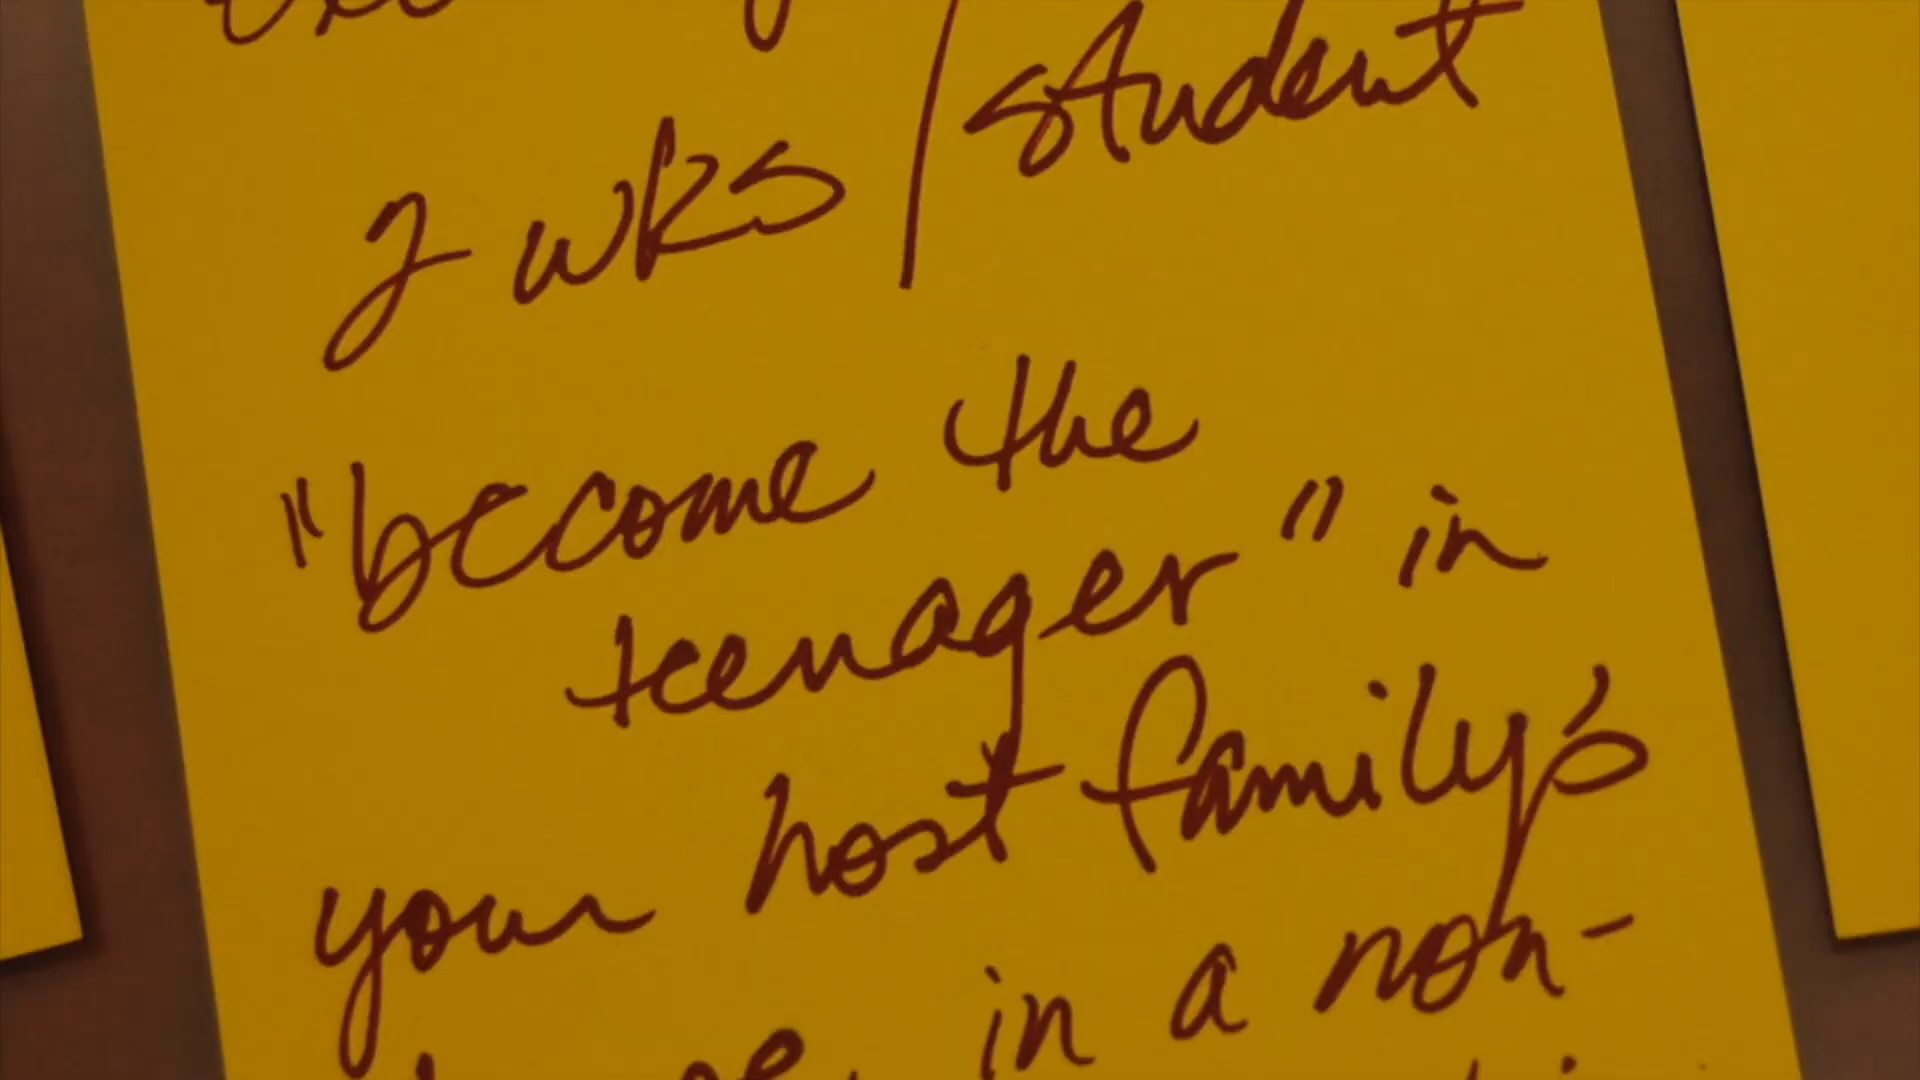 2 wks/student
"become the
teenager" in
your host family's
in a non-